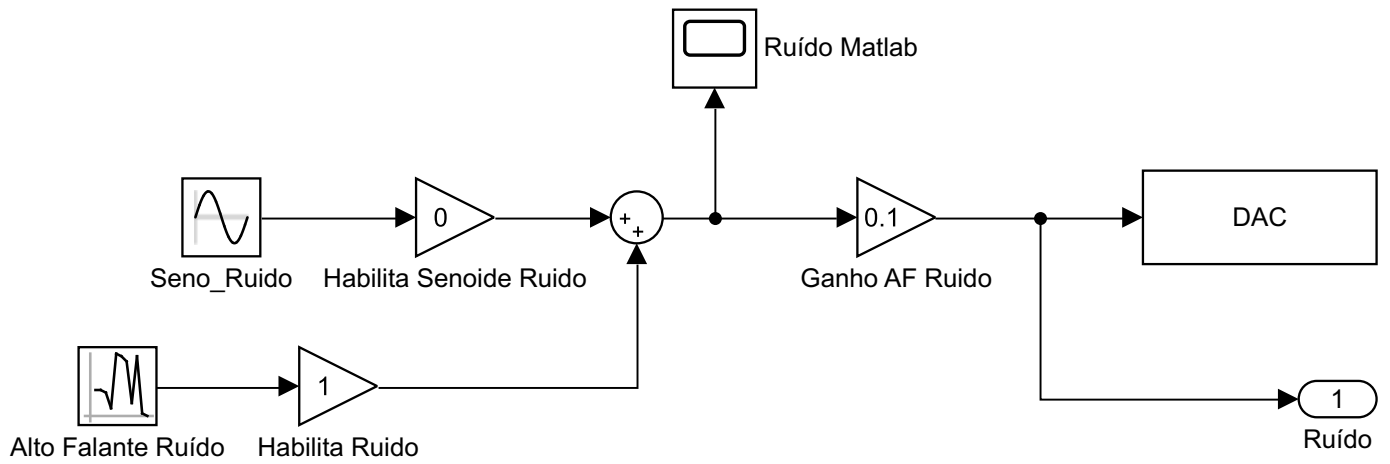 Ruído Matlab
0
+
+
0.1
DAC
Seno_Ruido
Habilita Senoide Ruido
Ganho AF Ruido
1
1
Alto Falante Ruído
Habilita Ruido
Ruído